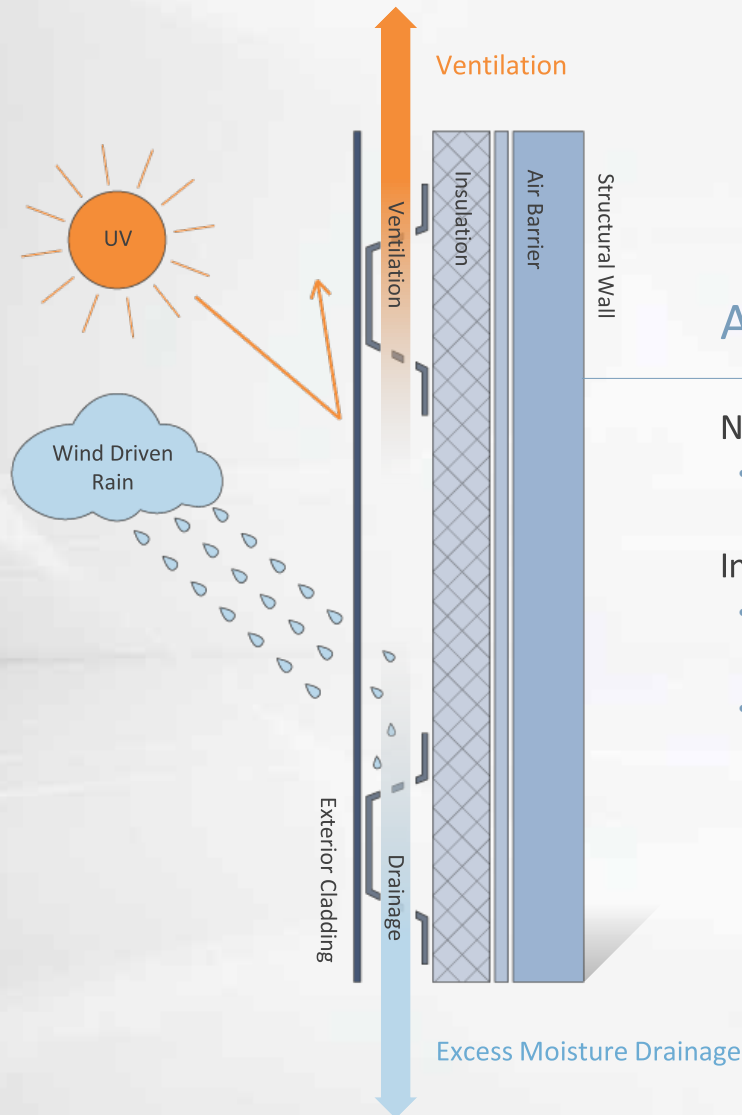 Ventilation
UV
Ventilation
Insulation
Air Barrier
Structural Wall
Wind Driven
Rain
Exterior Cladding
Drainage
Excess Moisture Drainage